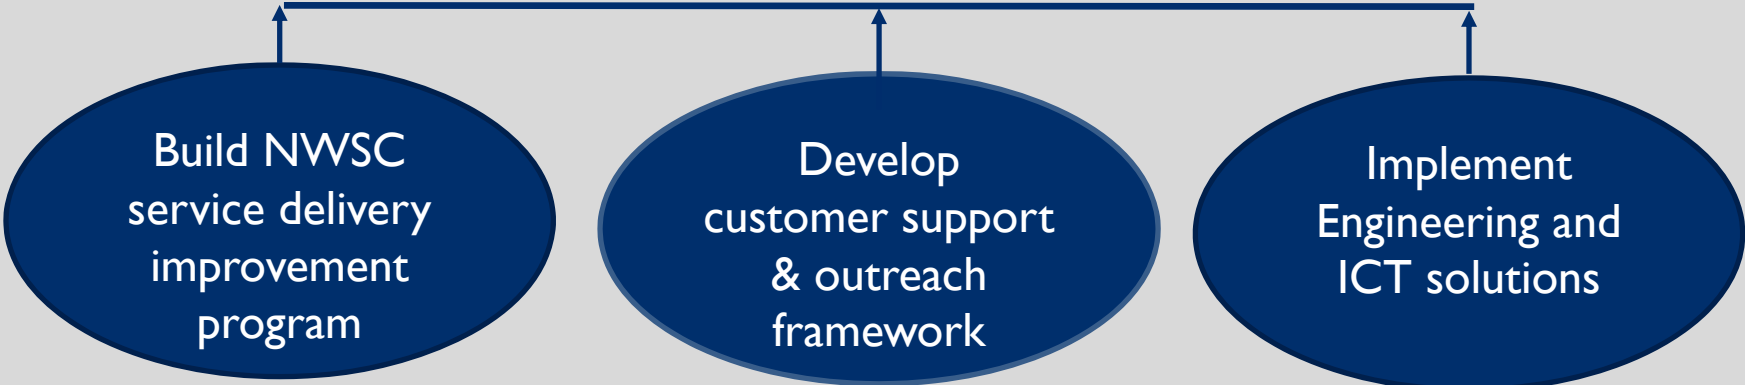 Build NWSC
service delivery
improvement
program
Develop
customer support
& outreach
framework
Implement
Engineering and
ICT solutions